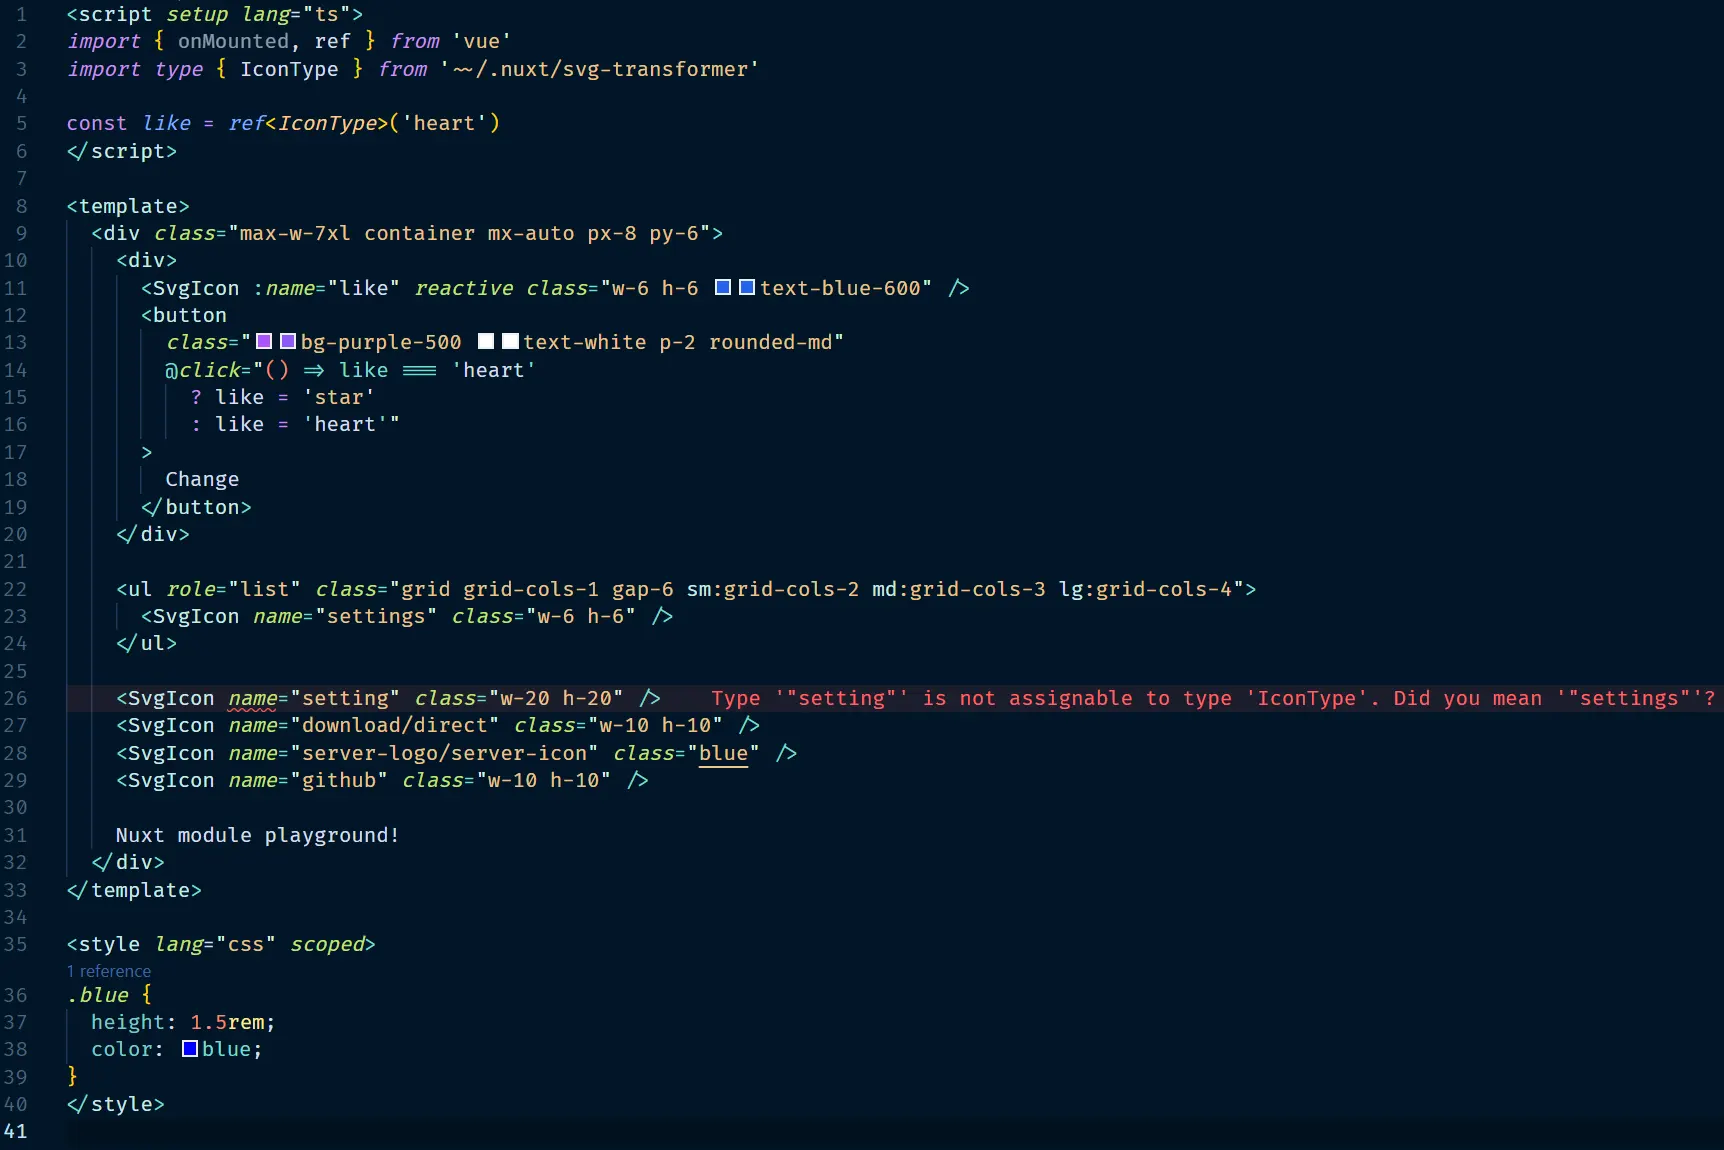 1 <script setup lang="ts">
2 import { onMounted, ref } from 'vue'
3 import type { IconType } from '~~/.nuxt/svg-transformer'
4
5 const like = ref<IconType>('heart')
6 </script>
7
8 <template>
9 <div class="max-w-7xl container mx-auto px-8 py-6">
10 <div>
11 <SvgIcon :name="like" reactive class="w-6 h-6 text-blue-600" />
12 <button
13 class="bg-purple-500 text-white p-2 rounded-md"
14 @click="() => like === 'heart'
15 ? like = 'star'
16 : like = 'heart'"
17 >
18 Change
19 </button>
20 </div>
21
22 <ul role="list" class="grid grid-cols-1 gap-6 sm:grid-cols-2 md:grid-cols-3 lg:grid-cols-4">
23 <SvgIcon name="settings" class="w-6 h-6" />
24 </ul>
25
26 <SvgIcon name="setting" class="w-20 h-20" /> Type '"setting"' is not assignable to type 'IconType'. Did you mean '"settings"'?
27 <SvgIcon name="download/direct" class="w-10 h-10" />
28 <SvgIcon name="server-logo/server-icon" class="blue" />
29 <SvgIcon name="github" class="w-10 h-10" />
30
31 Nuxt module playground!
32 </div>
33 </template>
34
35 <style lang="css" scoped>
1 reference
36 .blue {
37 height: 1.5rem;
38 color: blue;
39 }
40 </style>
41